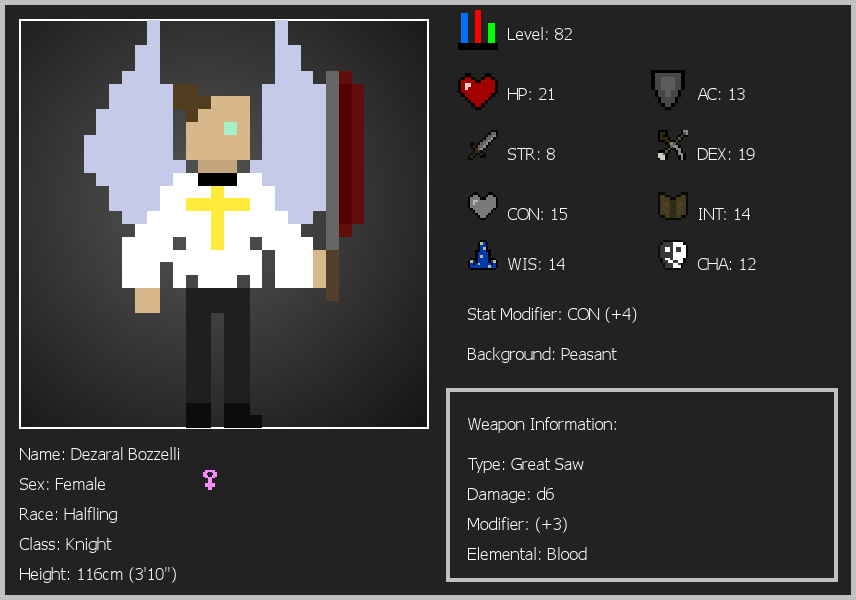 Level: 82
HP: 21
AC: 13
STR: 8
DEX: 19
CON: 15
INT: 14
WIS: 14
CHA: 12
Stat Modifier: CON (+4)
Background: Peasant
Weapon Information:
Type: Great Saw
Damage: d6
Modifier: (+3)
Elemental: Blood
Name: Dezaral Bozzelli
Sex: Female
Race: Halfling
Class: Knight
Height: 116cm (3'10")